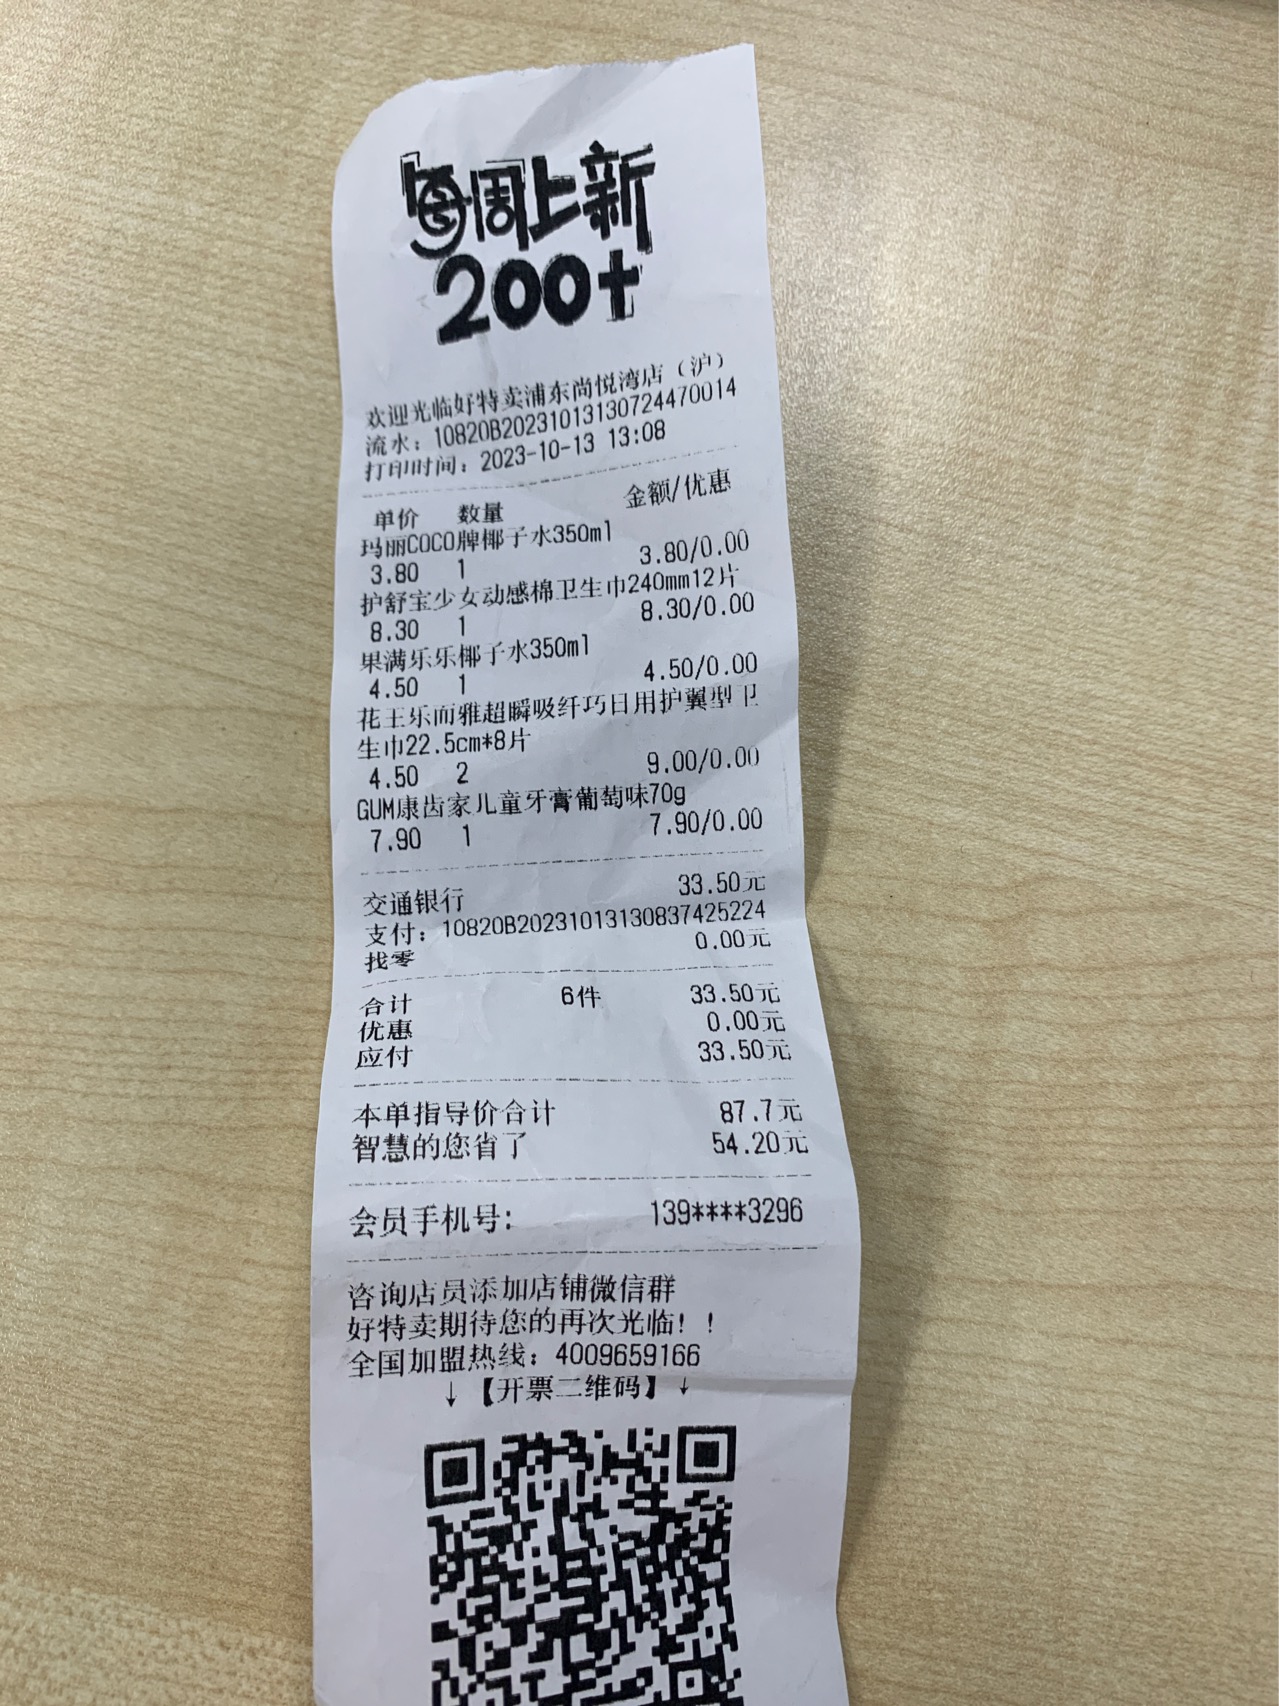 每周上新
200+
欢迎光临好特卖浦东尚悦湾店（沪）
流水：10820B20231013130724470014
打印时间：2023-10-13 13:08
单价 数量 金额/优惠
玛丽COCO牌椰子水350ml
3.80 1 3.80/0.00
护舒宝少女动感棉卫生巾240mm12片
8.30 1 8.30/0.00
果满乐乐椰子水350ml
4.50 1 4.50/0.00
花王乐而雅超瞬吸纤巧日用护翼型卫
生巾22.5cm*8片
4.50 2 9.00/0.00
GUM康齿家儿童牙膏葡萄味70g
7.90 1 7.90/0.00
交通银行 33.50元
支付：10820B20231013130837425224
找零 0.00元
合计 6件 33.50元
优惠 0.00元
应付 33.50元
本单指导价合计 87.7元
智慧的您省了 54.20元
会员手机号： 139****3296
咨询店员添加店铺微信群
好特卖期待您的再次光临！！
全国加盟热线：4009659166
↓【开票二维码】↓